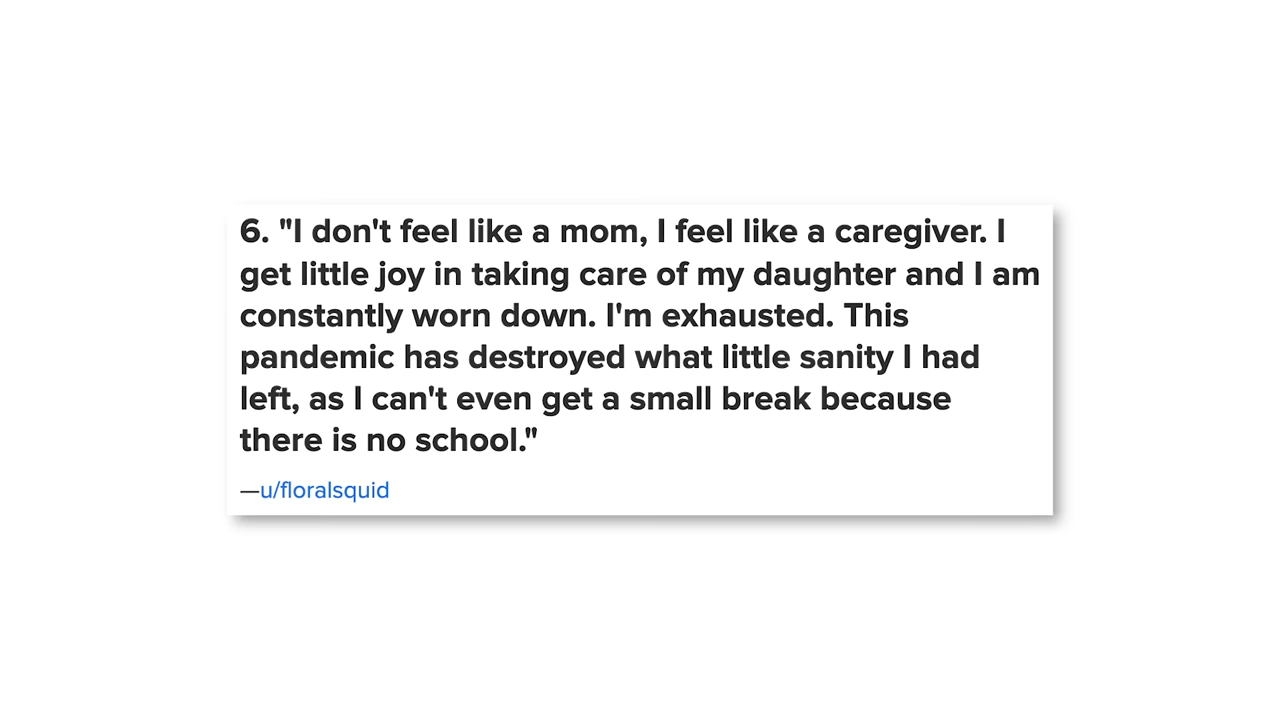 6. "I don't feel like a mom, I feel like a caregiver. I
get little joy in taking care of my daughter and I am
constantly worn down. I'm exhausted. This
pandemic has destroyed what little sanity I had
left, as I can't even get a small break because
there is no school."
—u/floralsquid